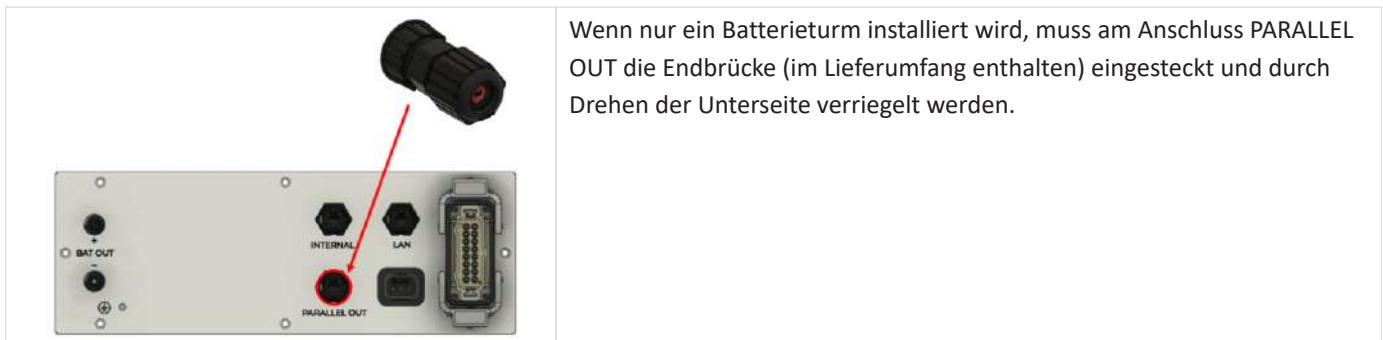 Wenn nur ein Batterieturm installiert wird, muss am Anschluss PARALLEL
OUT die Endbrücke (im Lieferumfang enthalten) eingesteckt und durch
Drehen der Unterseite verriegelt werden.
INTERNAL
LAN
+
BAT OUT
-
PARALLEL OUT